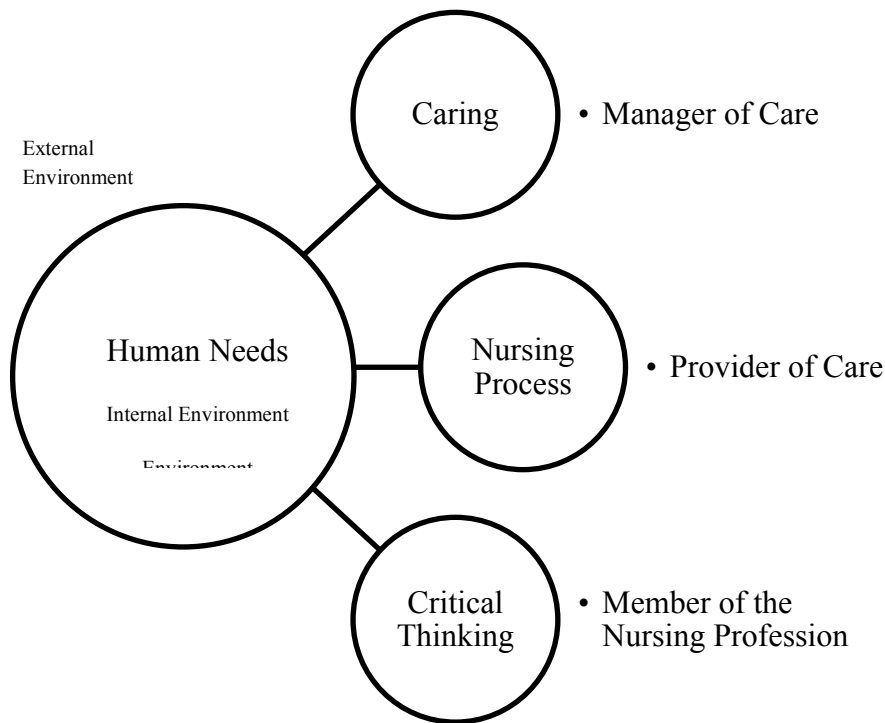 Caring
• Manager of Care
External
Environment
Human Needs
Internal Environment
Environment
Nursing
Process
• Provider of Care
Critical
Thinking
• Member of the
Nursing Profession